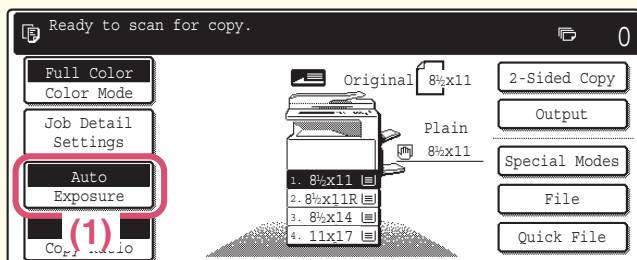 Ready to scan for copy.
0
Full Color
Color Mode
Job Detail
Settings
Auto
Exposure
(1)
Original 8½x11
Plain
8½x11
1. 8½x11
2. 8½x11R
3. 8½x14
4. 11x17
2-Sided Copy
Output
Special Modes
File
Quick File